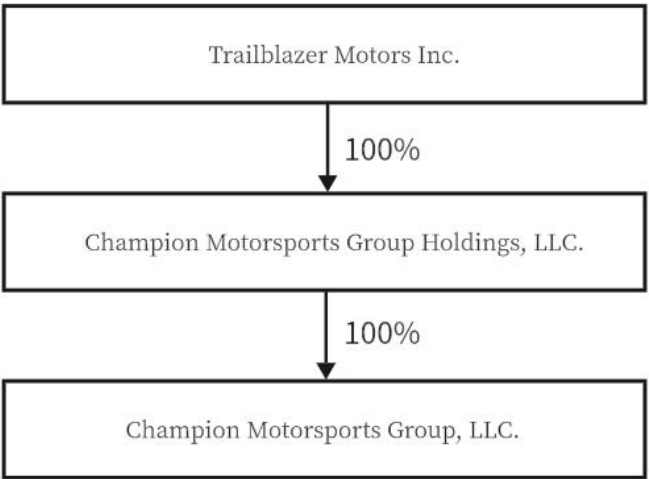 Trailblazer Motors Inc.
100%
Champion Motorsports Group Holdings, LLC.
100%
Champion Motorsports Group, LLC.